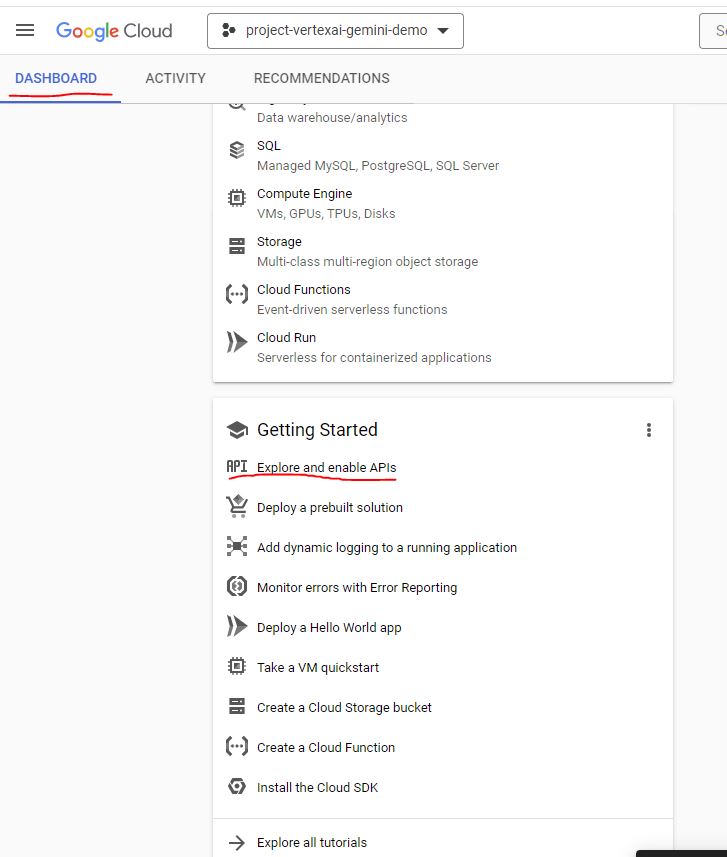 Google Cloud
project-vertexai-gemini-demo
DASHBOARD
ACTIVITY
RECOMMENDATIONS
Data warehouse/analytics
SQL
Managed MySQL, PostgreSQL, SQL Server
Compute Engine
VMs, GPUs, TPUs, Disks
Storage
Multi-class multi-region object storage
Cloud Functions
Event-driven serverless functions
Cloud Run
Serverless for containerized applications
Getting Started
API Explore and enable APIs
Deploy a prebuilt solution
Add dynamic logging to a running application
Monitor errors with Error Reporting
Deploy a Hello World app
Take a VM quickstart
Create a Cloud Storage bucket
Create a Cloud Function
Install the Cloud SDK
Explore all tutorials